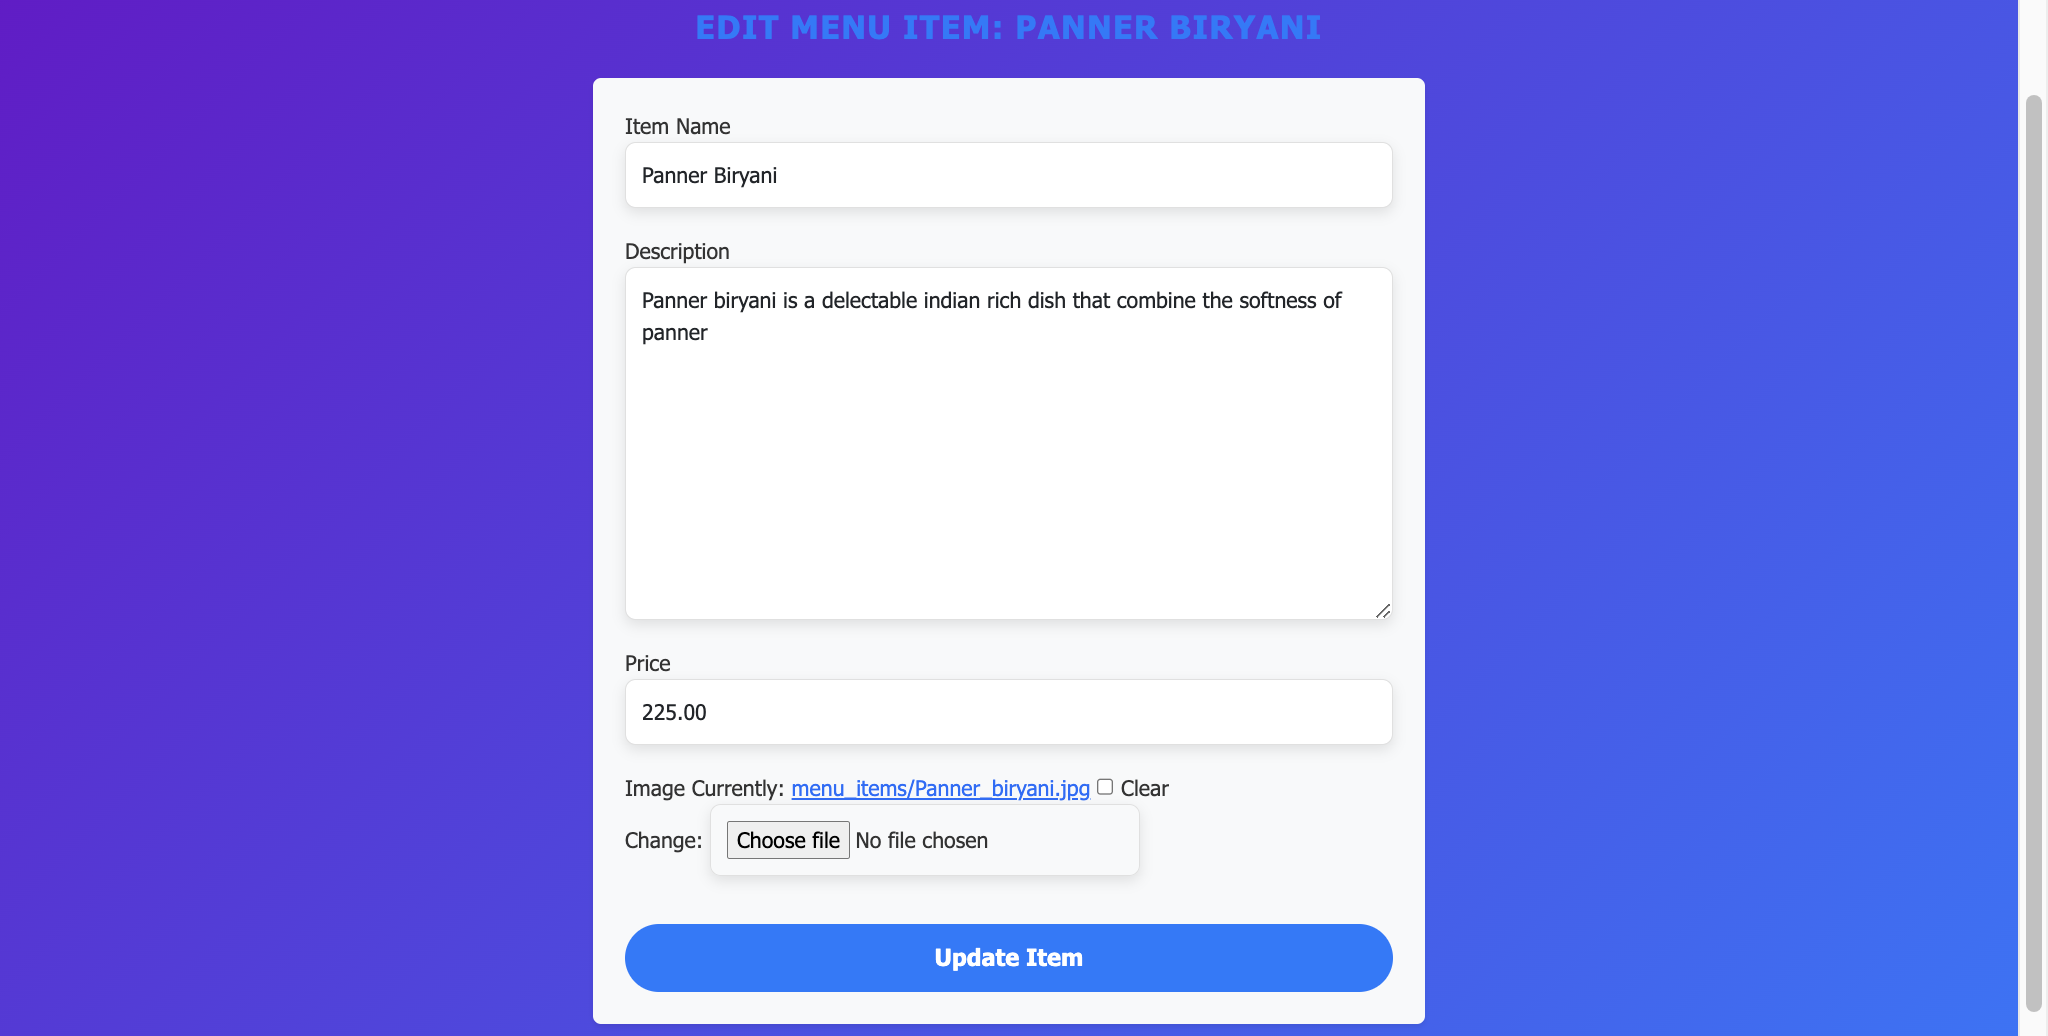 EDIT MENU ITEM: PANNER BIRYANI
Item Name
Panner Biryani
Description
Panner biryani is a delectable indian rich dish that combine the softness of
panner
Price
225.00
Image Currently: menu_items/Panner_biryani.jpg Clear
Change: Choose file No file chosen
Update Item